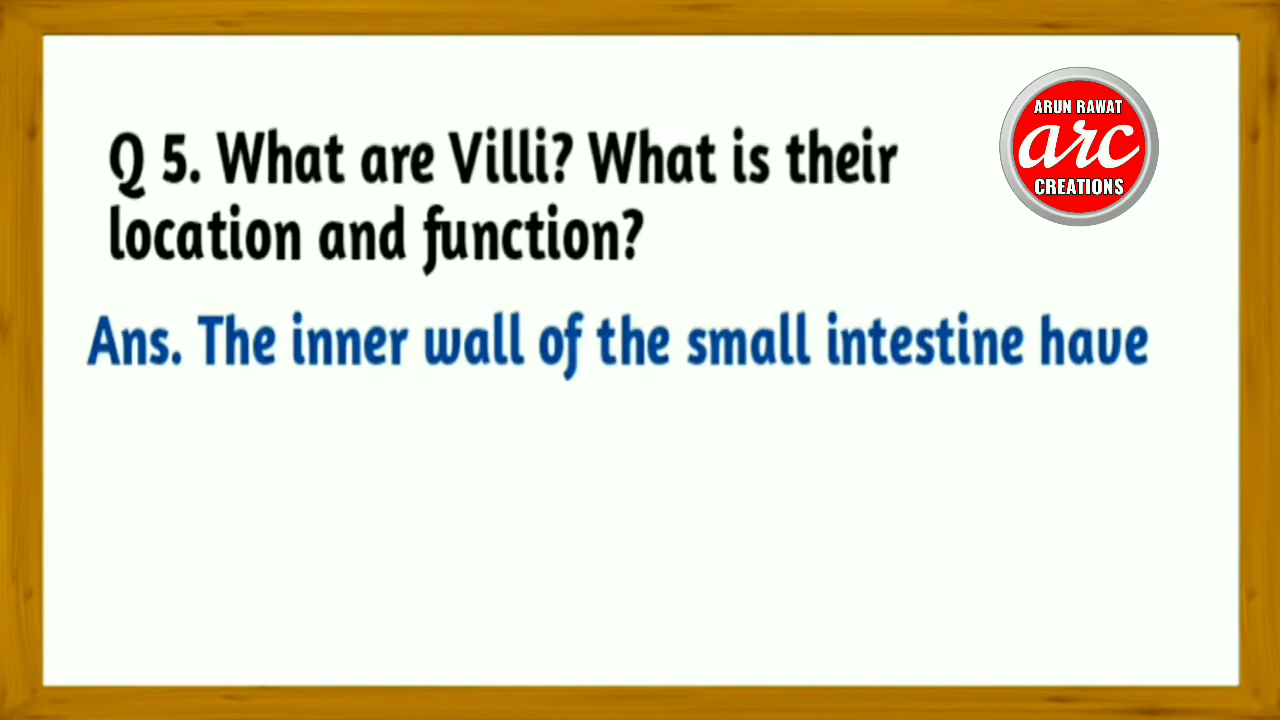 Q 5. What are Villi? What is their
location and function?
Ans. The inner wall of the small intestine have
ARUN RAWAT
arc
CREATIONS